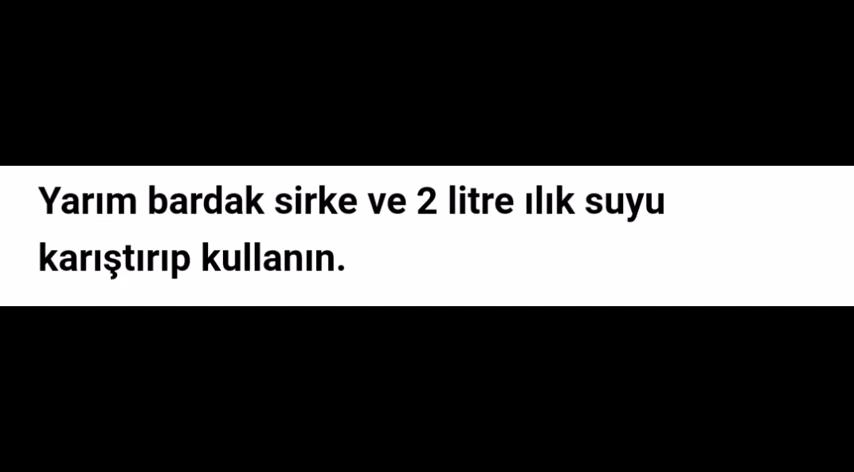 Yarım bardak sirke ve 2 litre ılık suyu
karıştırıp kullanın.